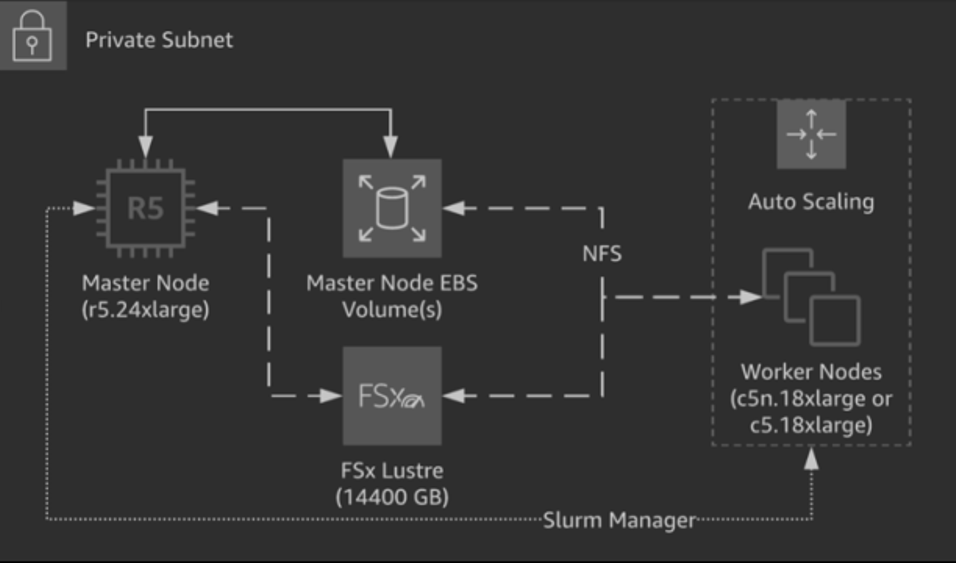 Private Subnet
R5
Master Node
(r5.24xlarge)
Master Node EBS
Volume(s)
NFS
Auto Scaling
Worker Nodes
(c5n.18xlarge or
c5.18xlarge)
FSx
FSx Lustre
(14400 GB)
Slurm Manager